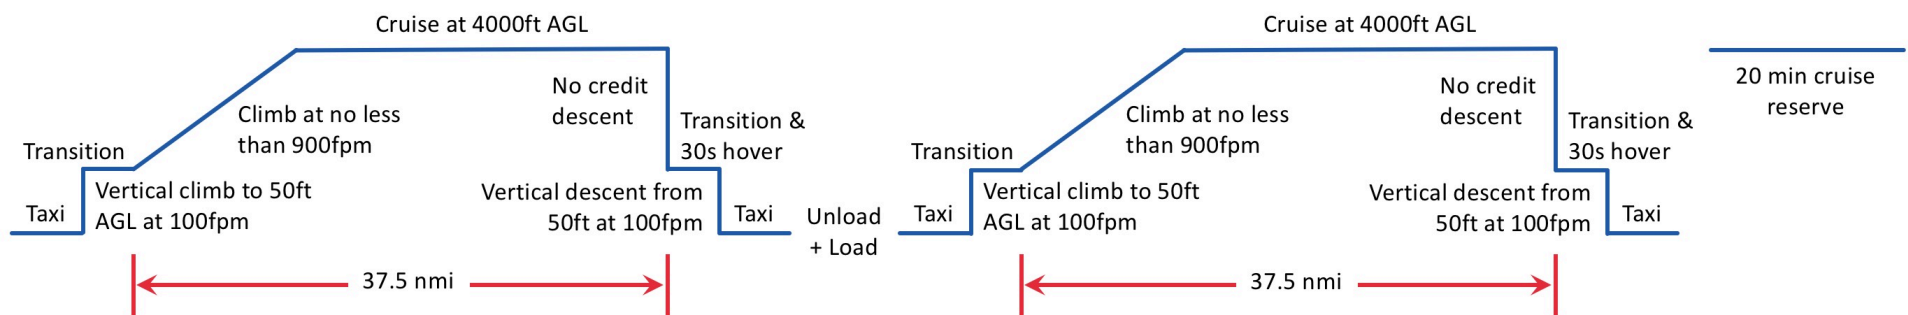 Cruise at 4000ft AGL
No credit
descent
Climb at no less
than 900fpm
Transition &
30s hover
Transition
Vertical climb to 50ft
AGL at 100fpm
Vertical descent from
50ft at 100fpm
Taxi
Taxi
Unload
+ Load
37.5 nmi
Cruise at 4000ft AGL
No credit
descent
Climb at no less
than 900fpm
Transition &
30s hover
Transition
Vertical climb to 50ft
AGL at 100fpm
Vertical descent from
50ft at 100fpm
Taxi
Taxi
37.5 nmi
20 min cruise
reserve